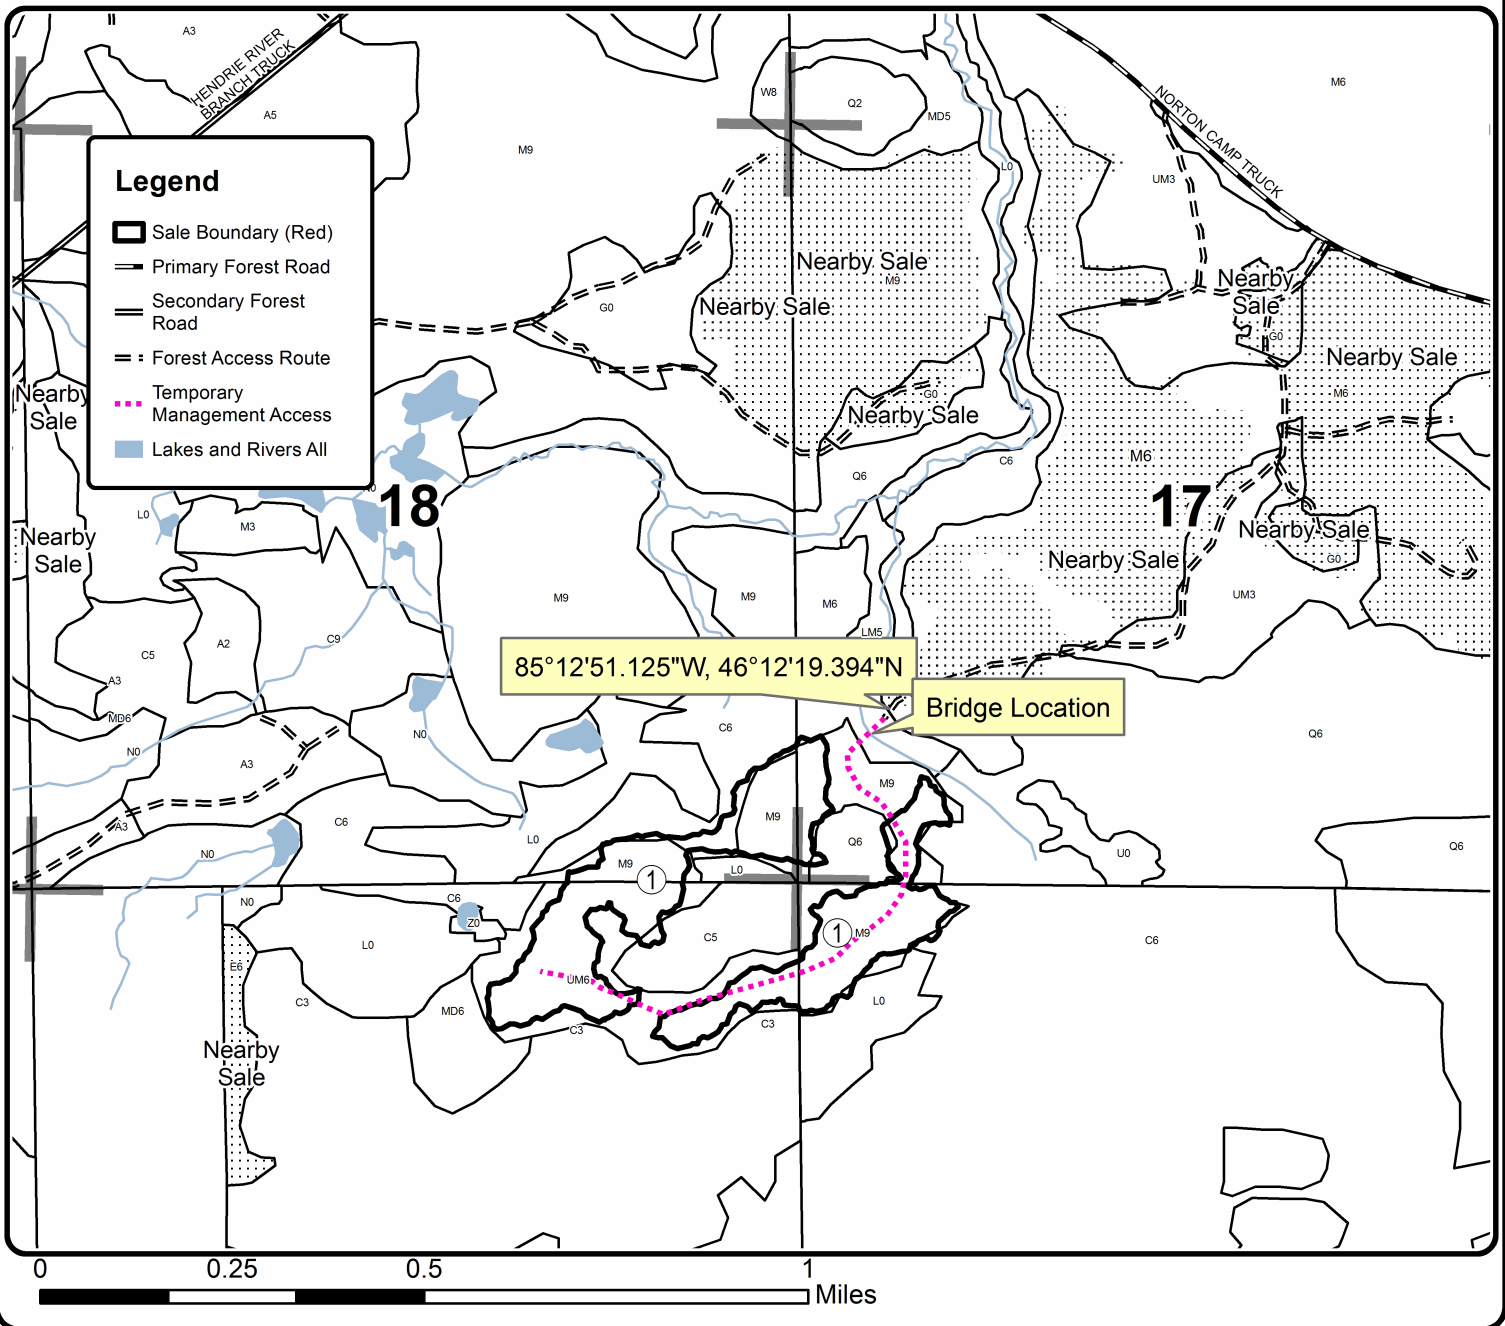 A3
HENDRIE RIVER
BRANCH TRUCK
A5
M9
W8
Q2
MD5
L0
NORTON CAMP TRUCK
M6
UM3
Legend
Sale Boundary (Red)
Primary Forest Road
Secondary Forest
Road
Forest Access Route
Temporary
Management Access
Lakes and Rivers All
Nearby Sale
M9
Nearby Sale
G0
Nearby
Sale
G0
Nearby Sale
M6
Nearby
Sale
G0
Nearby Sale
Q6
C6
M6
18
17
L0
M3
Nearby
Sale
Nearby Sale
G0
Nearby Sale
UM3
M9
M9
M6
LM5
C9
A2
C5
A3
MD6
N0
A3
N0
C6
85°12'51.125"W, 46°12'19.394"N
Bridge Location
Q6
M9
M9
Q6
A3
C6
N0
L0
M9
1
L0
U0
Q6
N0
C6
Z0
L0
C5
1
M9
C6
E6
UM6
C3
MD6
C3
C3
L0
Nearby
Sale
0
0.25
0.5
1
Miles